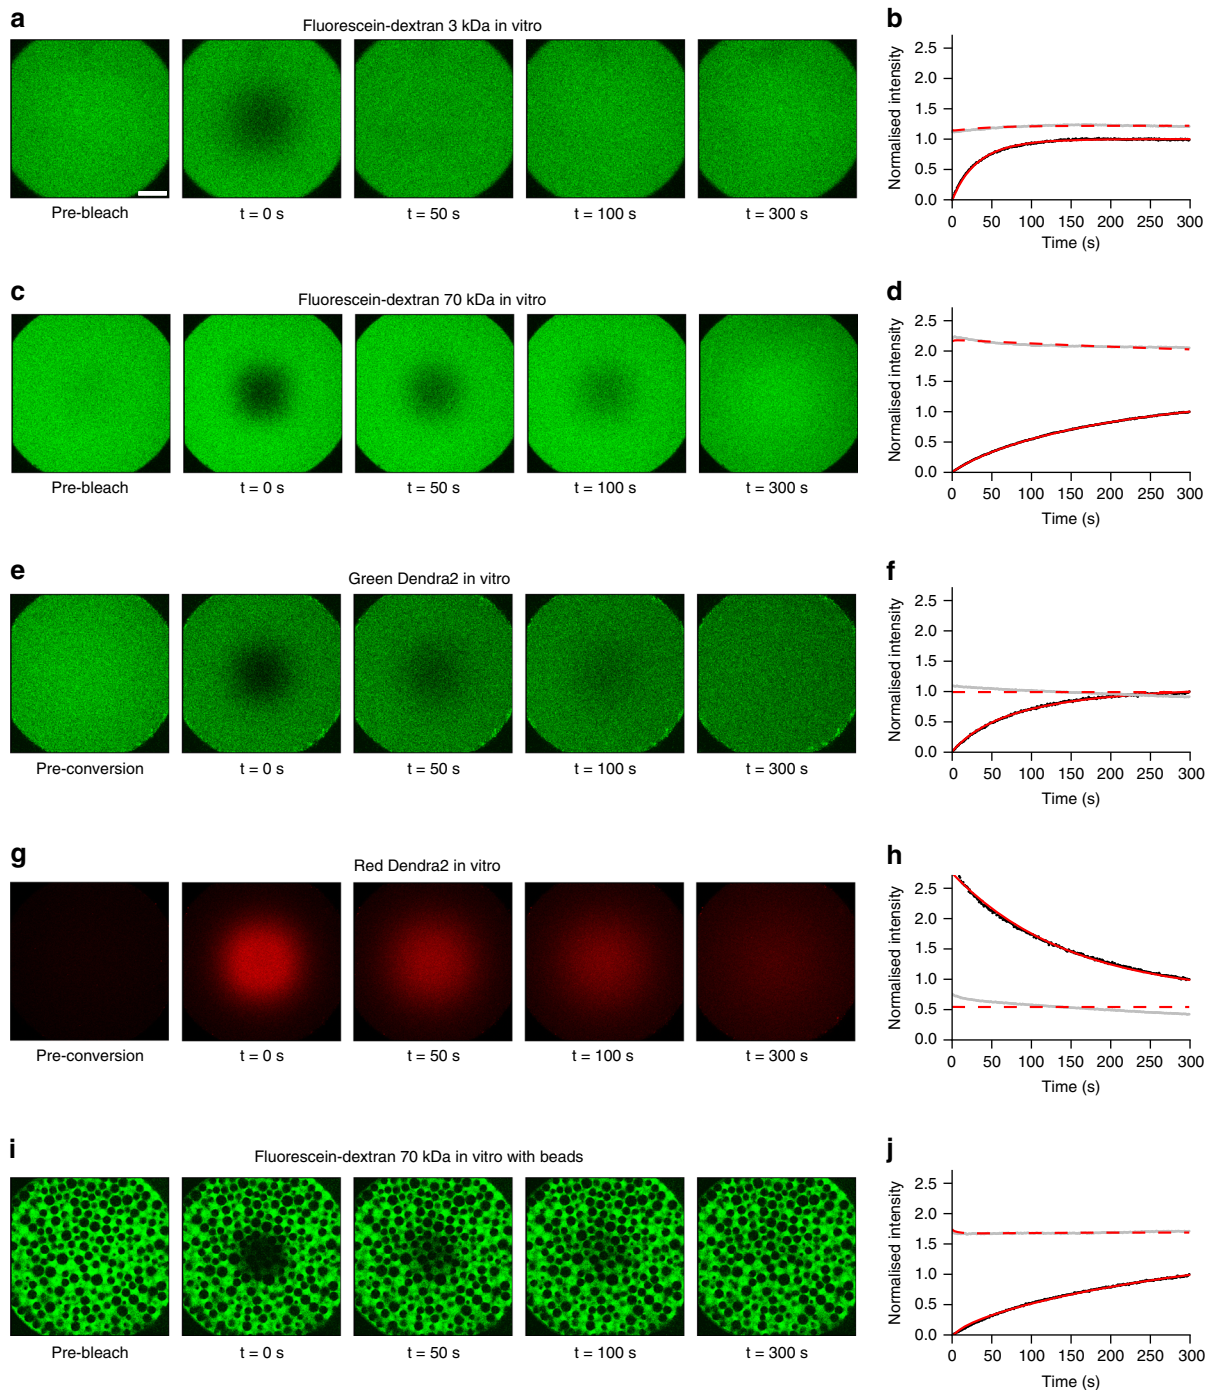 a
Fluorescein-dextran 3 kDa in vitro
Pre-bleach
t = 0 s
t = 50 s
t = 100 s
t = 300 s
b
Normalised intensity
2.5
2.0
1.5
1.0
0.5
0.0
0 50 100 150 200 250 300
Time (s)
c
Fluorescein-dextran 70 kDa in vitro
Pre-bleach
t = 0 s
t = 50 s
t = 100 s
t = 300 s
d
Normalised intensity
2.5
2.0
1.5
1.0
0.5
0.0
0 50 100 150 200 250 300
Time (s)
e
Green Dendra2 in vitro
Pre-conversion
t = 0 s
t = 50 s
t = 100 s
t = 300 s
f
Normalised intensity
2.5
2.0
1.5
1.0
0.5
0.0
0 50 100 150 200 250 300
Time (s)
g
Red Dendra2 in vitro
Pre-conversion
t = 0 s
t = 50 s
t = 100 s
t = 300 s
h
Normalised intensity
2.5
2.0
1.5
1.0
0.5
0.0
0 50 100 150 200 250 300
Time (s)
i
Fluorescein-dextran 70 kDa in vitro with beads
Pre-bleach
t = 0 s
t = 50 s
t = 100 s
t = 300 s
j
Normalised intensity
2.5
2.0
1.5
1.0
0.5
0.0
0 50 100 150 200 250 300
Time (s)